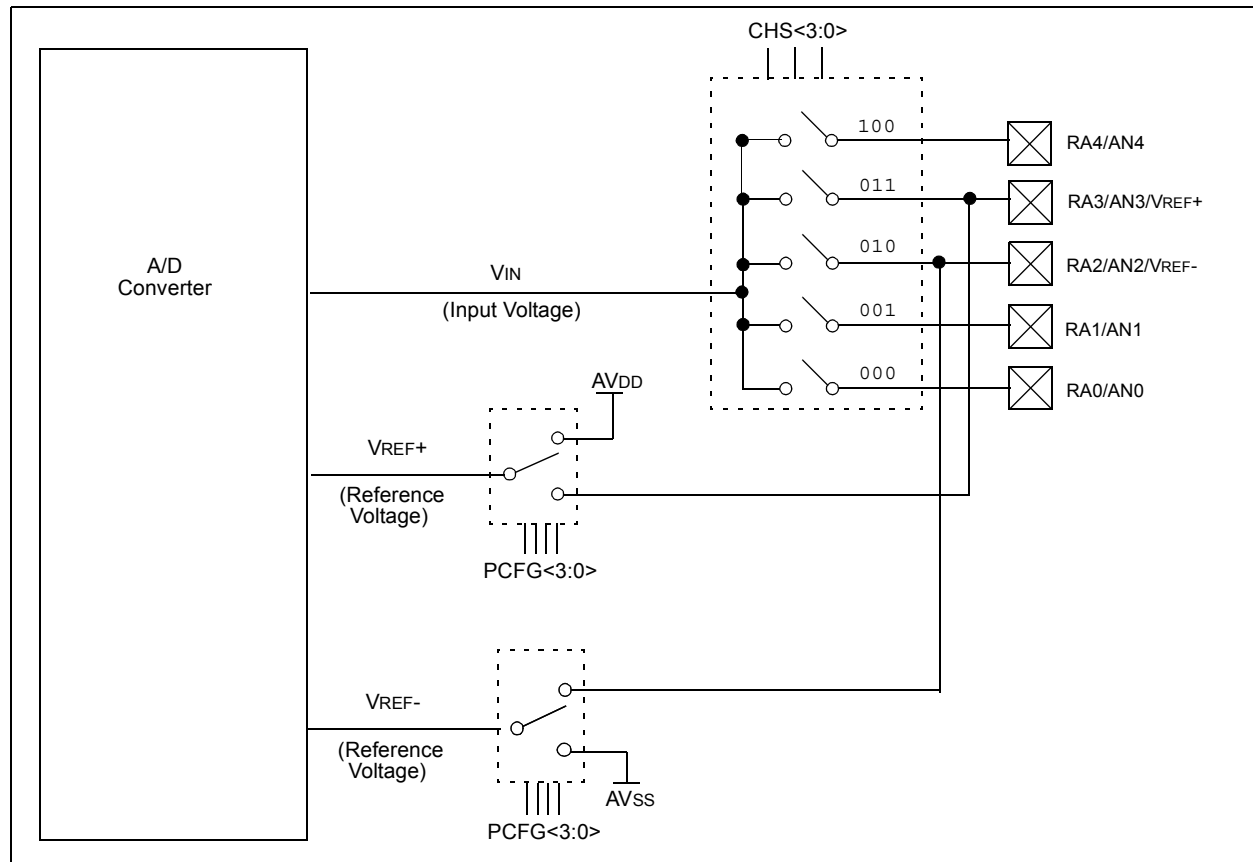 CHS<3:0>
100
RA4/AN4
011
RA3/AN3/VREF+
010
RA2/AN2/VREF-
A/D
Converter
VIN
(Input Voltage)
001
RA1/AN1
000
RA0/AN0
AVDD
VREF+
(Reference
Voltage)
PCFG<3:0>
VREF-
(Reference
Voltage)
AVSS
PCFG<3:0>